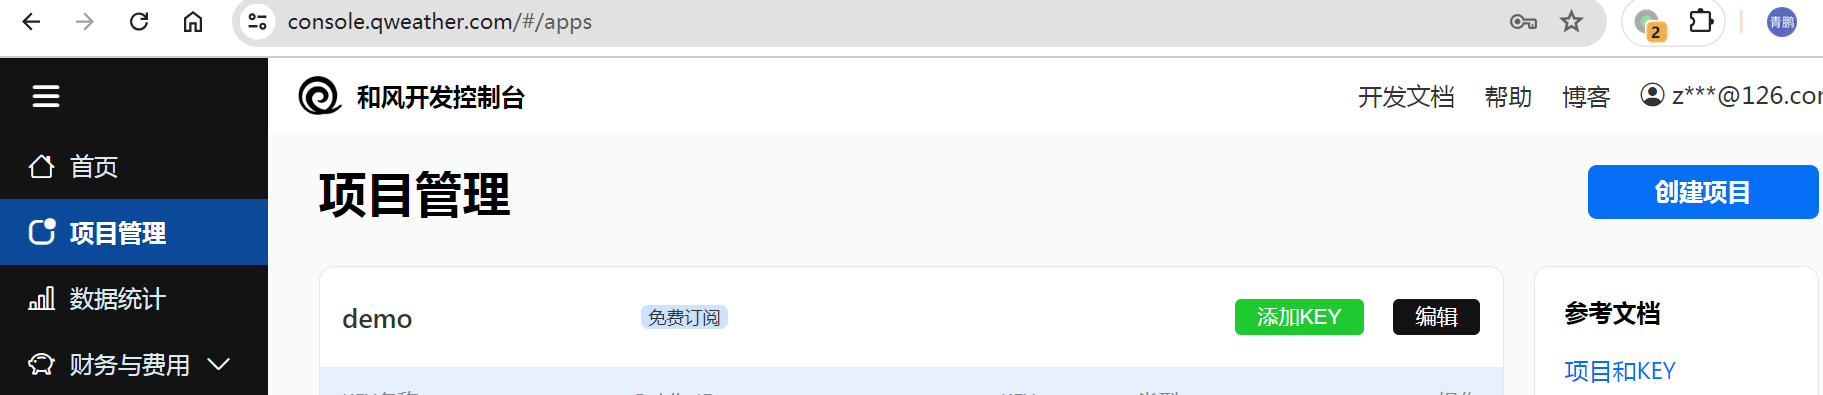 console.qweather.com/#/apps
2
青鹏
和风开发控制台
开发文档 帮助 博客 z***@126.com
首页
项目管理
数据统计
财务与费用
项目管理
创建项目
demo 免费订阅 添加KEY 编辑
参考文档
项目和KEY